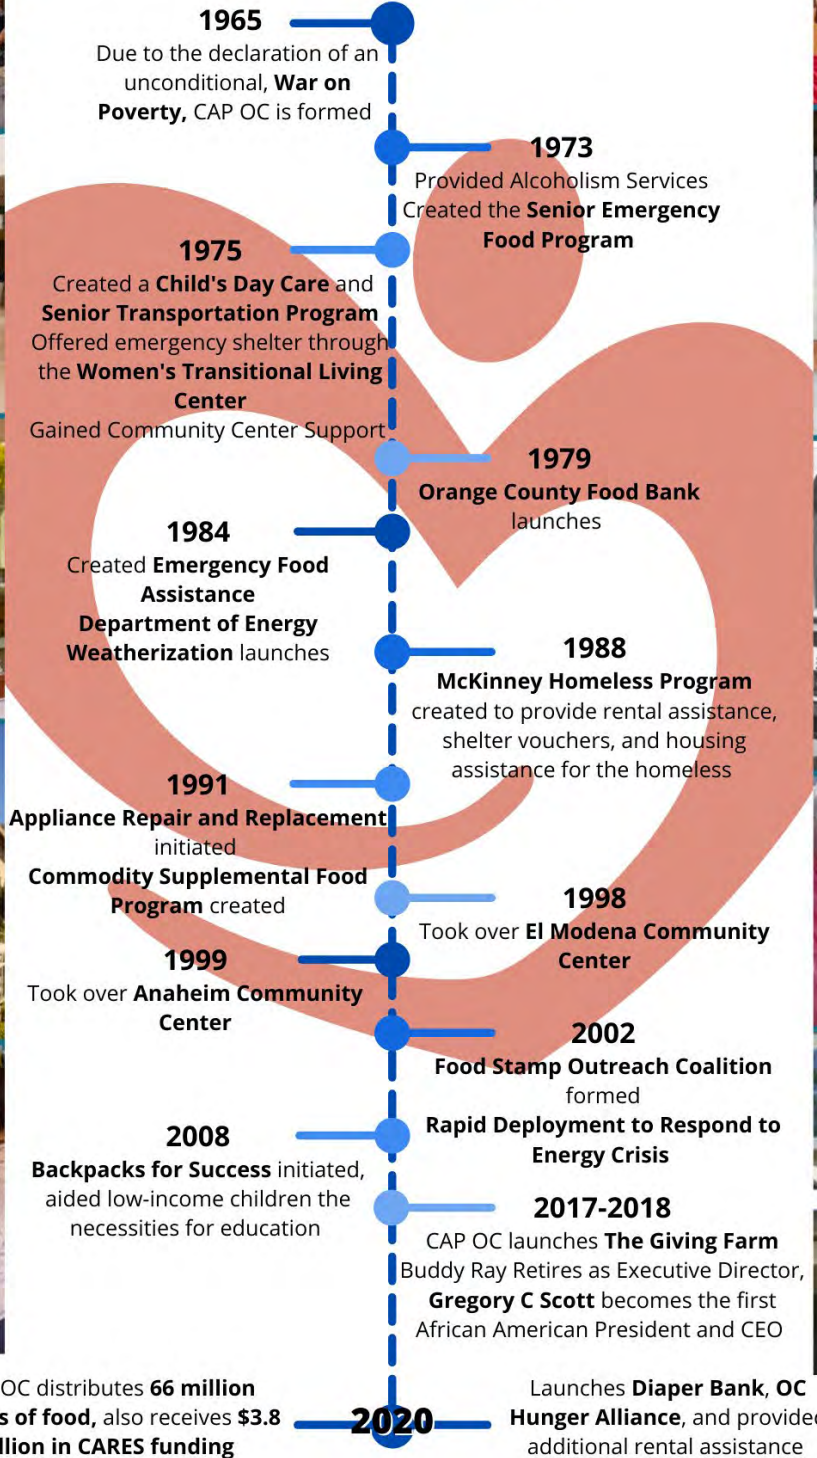 1965
Due to the declaration of an
unconditional, War on
Poverty, CAP OC is formed
1973
Provided Alcoholism Services
Created the Senior Emergency
Food Program
1975
Created a Child's Day Care and
Senior Transportation Program
Offered emergency shelter through
the Women's Transitional Living
Center
Gained Community Center Support
1979
Orange County Food Bank
launches
1984
Created Emergency Food
Assistance
Department of Energy
Weatherization launches
1988
McKinney Homeless Program
created to provide rental assistance,
shelter vouchers, and housing
assistance for the homeless
1991
Appliance Repair and Replacement
initiated
Commodity Supplemental Food
Program created
1998
Took over El Modena Community
Center
1999
Took over Anaheim Community
Center
2002
Food Stamp Outreach Coalition
formed
Rapid Deployment to Respond to
Energy Crisis
2008
Backpacks for Success initiated,
aided low-income children the
necessities for education
2017-2018
CAP OC launches The Giving Farm
Buddy Ray Retires as Executive Director,
Gregory C Scott becomes the first
African American President and CEO
2020
OC distributes 66 million
of food, also receives $3.8
in CARES funding
Launches Diaper Bank, OC
Hunger Alliance, and
additional rental assistance